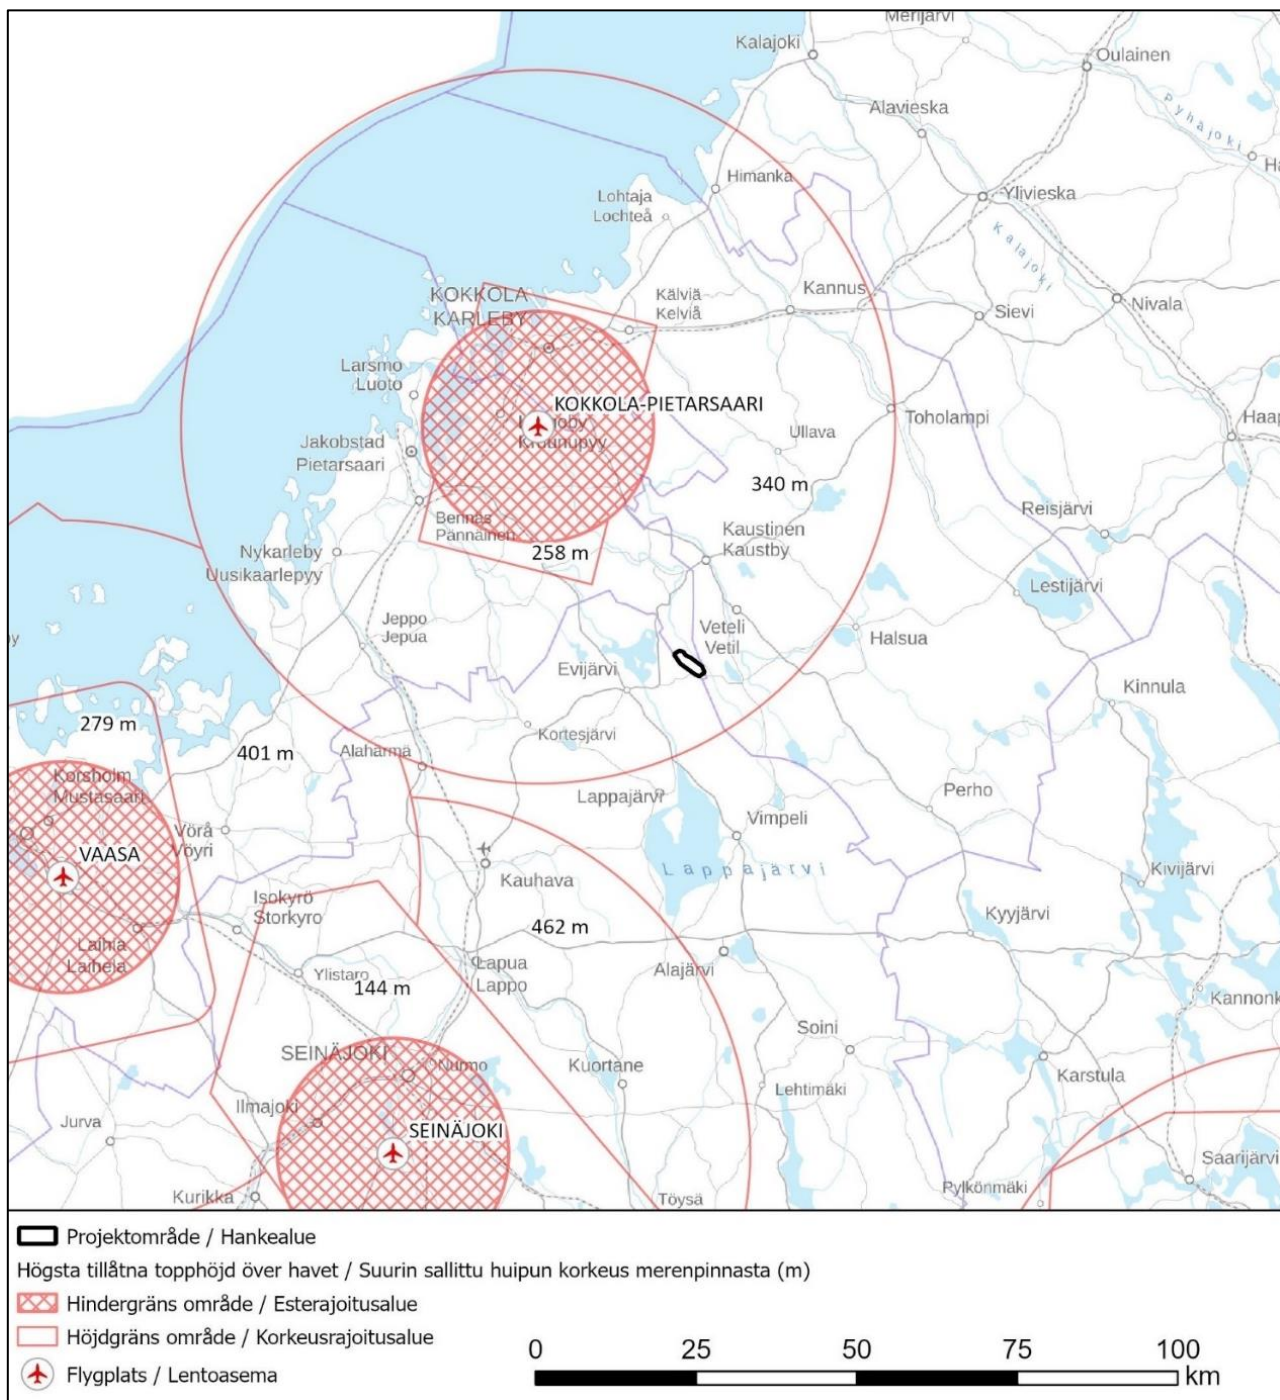 Merijärvi
Kalajoki
Oulainen
Pyhäjoki
Alavieska
Himanka
Ylivieska
Lohtaja
Lochteå
Kalajoki
KOKKOLA
KARLEBY
Kälviä
Kelviå
Kannus
Sievi
Nivala
Larsmo
Luoto
KOKKOLA-PIETARSAARI
Toholampi
Haap
Jakobstad
Pietarsaari
Ullava
340 m
Reisjärvi
Bennäs
Pännäinen
Kaustinen
Kaustby
Nykarleby
Uusikaarlepyy
258 m
Lestijärvi
Jeppo
Jepua
Veteli
Vetil
Halsua
Evijärvi
Kinnula
279 m
401 m
Alahärmä
Kortesjärvi
Korsholm
Mustasaari
Lappajärvi
Perho
Vörå
Vöyri
Vimpeli
VAASA
Lappajärvi
Kauhava
Kivijärvi
Isokyrö
Storkyro
462 m
Kyyjärvi
Laihia
Laihela
Ylistaro
Lapua
Lappo
Alajärvi
144 m
Kannonk
SEINÄJOKI
Nurmo
Kuortane
Soini
Karstula
Lehtimäki
Ilmajoki
Jurva
SEINÄJOKI
Saarijärvi
Kurikka
Töysä
Pylkönmäki
Projektområde / Hankealue
Högsta tillåtna topphöjd över havet / Suurin sallittu huipun korkeus merenpinnasta (m)
Hindergräns område / Esterajoitusalue
Höjdgräns område / Korkeusrajoitusalue
Flygplats / Lentoasema
0 25 50 75 100
km